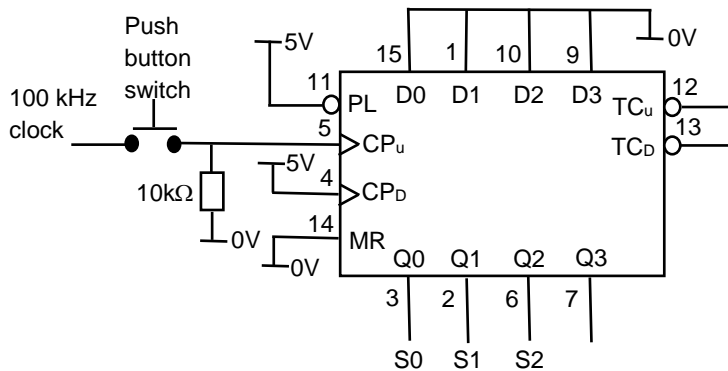 Push
button
switch
5V
15
1
10
9
0V
11
PL
D0
D1
D2
D3
12
TCu
100 kHz
clock
5
CPu
13
TCD
5V
4
CPD
10kΩ
14
MR
0V
0V
Q0
Q1
Q2
Q3
3
2
6
7
S0
S1
S2